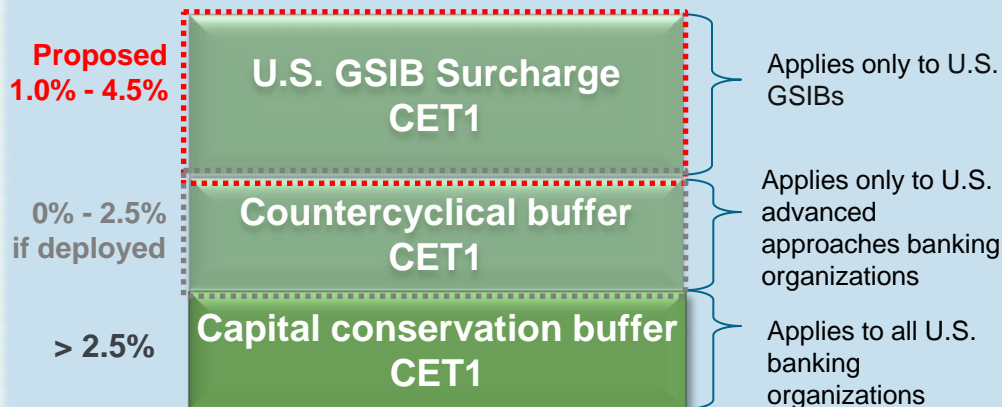 Proposed
1.0% - 4.5%
U.S. GSIB Surcharge
CET1
Applies only to U.S.
GSIBs
0% - 2.5%
if deployed
Countercyclical buffer
CET1
Applies only to U.S.
advanced
approaches banking
organizations
> 2.5%
Capital conservation buffer
CET1
Applies to all U.S.
banking
organizations